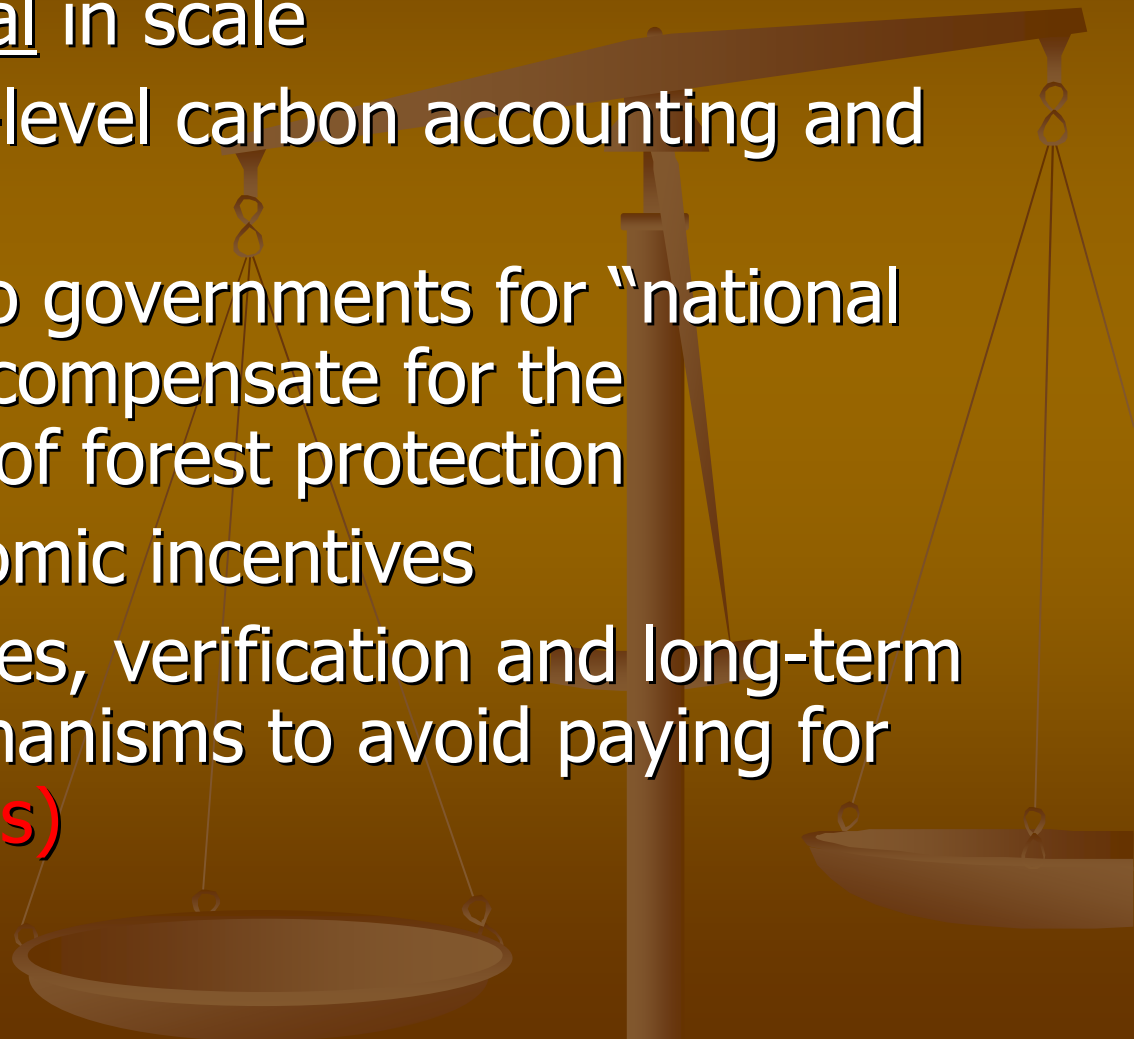 al in scale
-level carbon accounting and
o governments for “national
compensate for the
of forest protection
omic incentives
es, verification and long-term
hanisms to avoid paying for
s)